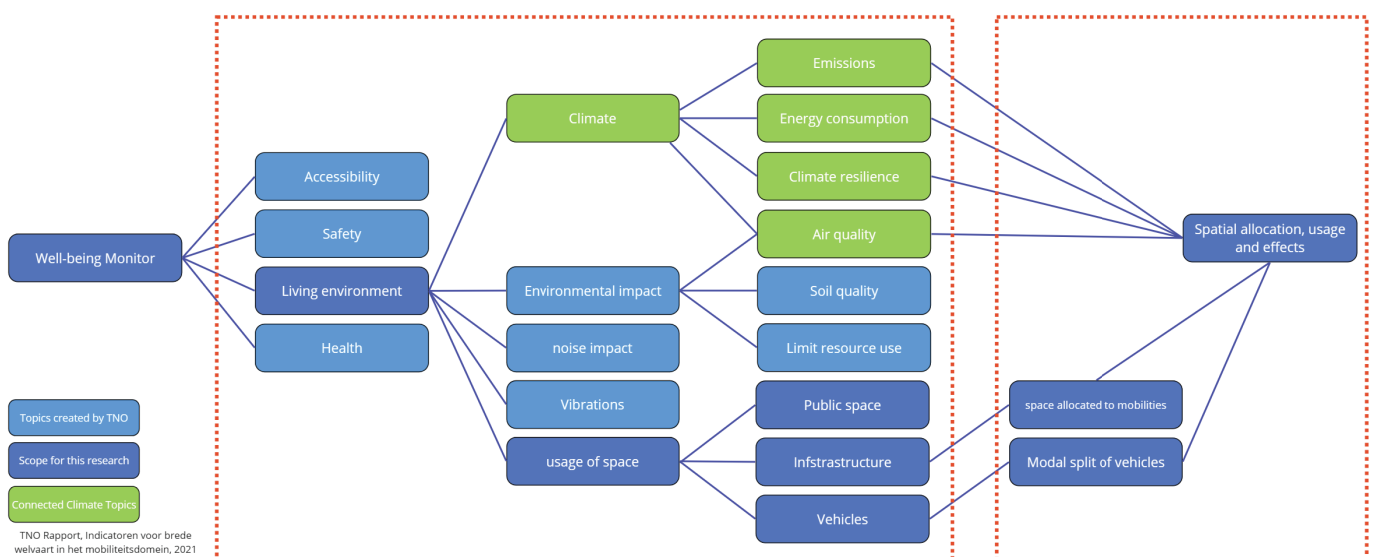 Well-being Monitor
Accessibility
Safety
Living environment
Health
Climate
Environmental impact
noise impact
Vibrations
usage of space
Emissions
Energy consumption
Climate resilience
Air quality
Soil quality
Limit resource use
Public space
Infstrastructure
Vehicles
Spatial allocation, usage
and effects
space allocated to mobilities
Modal split of vehicles
Topics created by TNO
Scope for this research
Connected Climate Topics
TNO Rapport, Indicatoren voor brede
welvaart in het mobiliteitsdomein, 2021